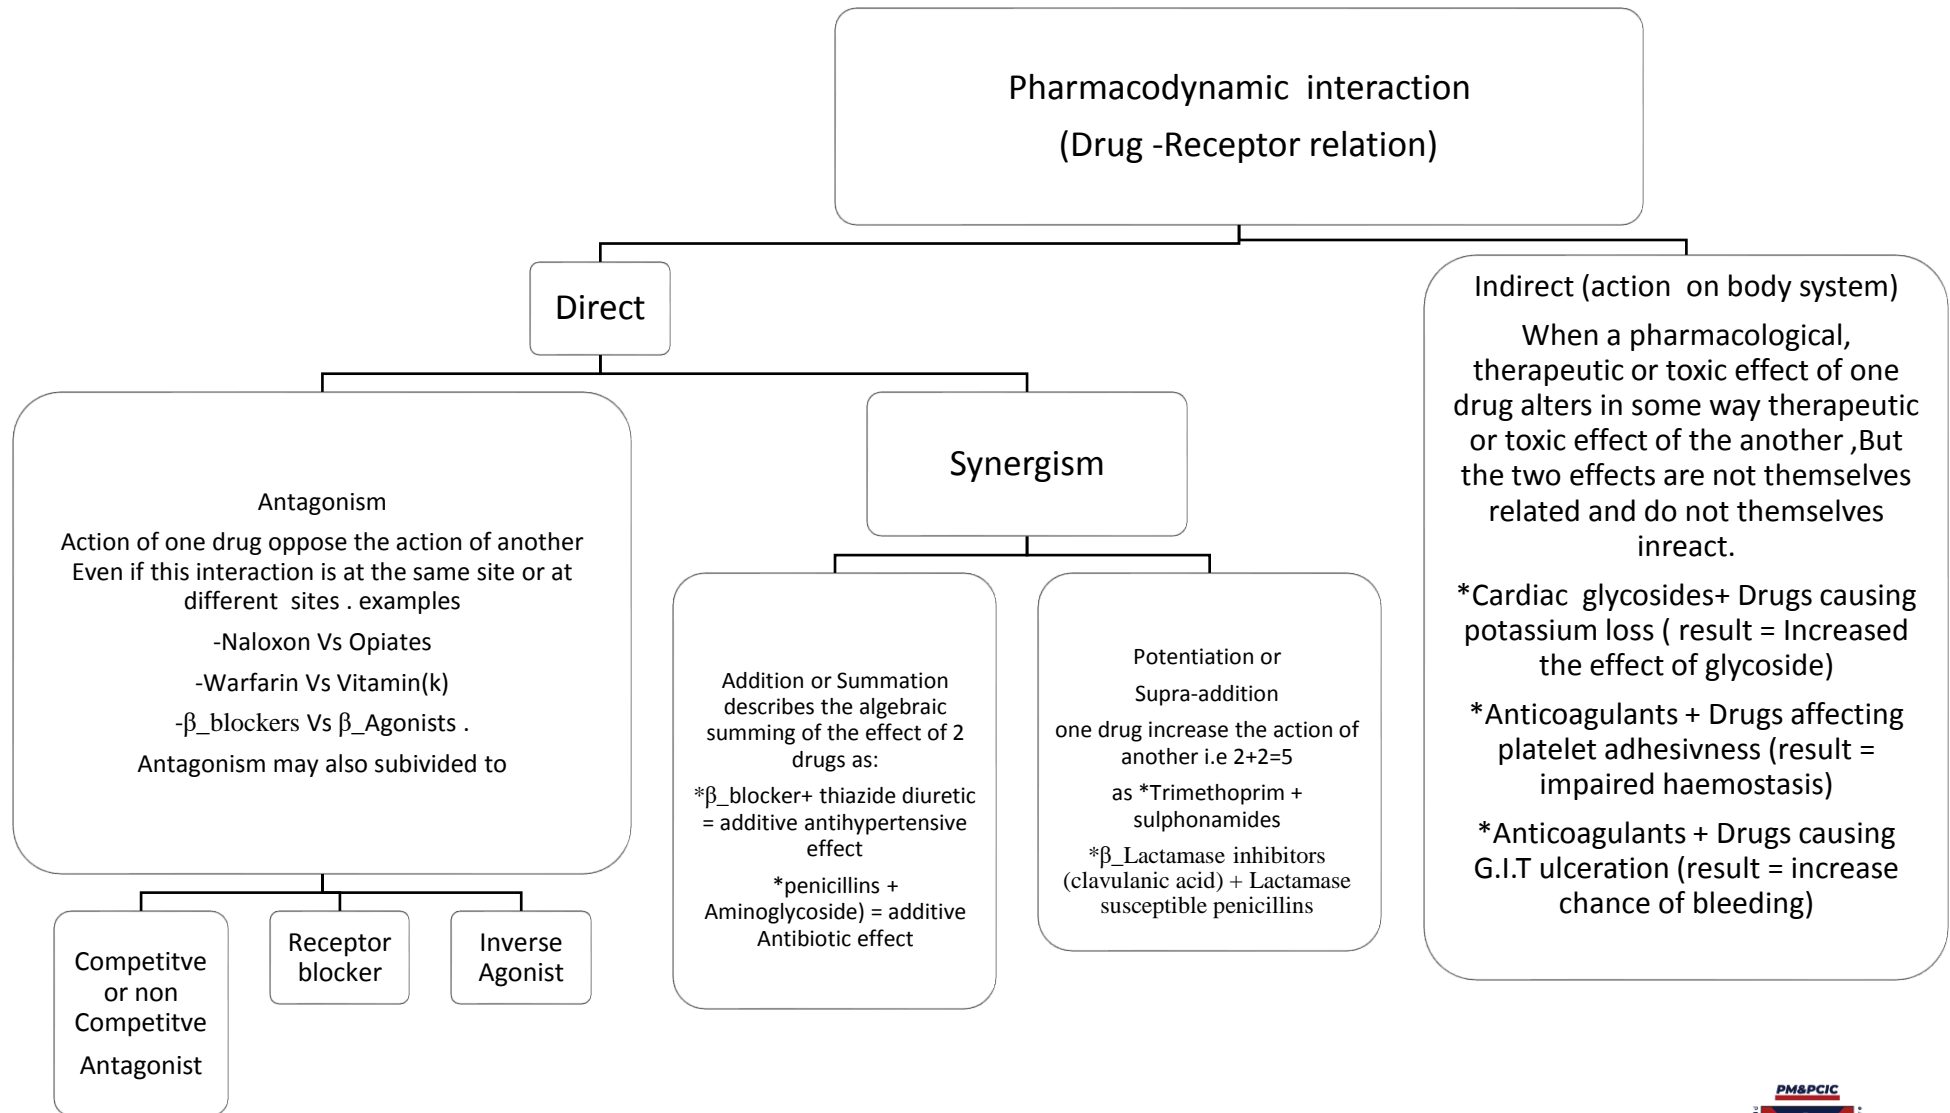 Pharmacodynamic interaction
(Drug -Receptor relation)
Direct
Indirect (action on body system)
When a pharmacological,
therapeutic or toxic effect of one
drug alters in some way therapeutic
or toxic effect of the another ,But
the two effects are not themselves
related and do not themselves
inreact.
*Cardiac glycosides+ Drugs causing
potassium loss ( result = Increased
the effect of glycoside)
*Anticoagulants + Drugs affecting
platelet adhesivness (result =
impaired haemostasis)
*Anticoagulants + Drugs causing
G.I.T ulceration (result = increase
chance of bleeding)
Antagonism
Action of one drug oppose the action of another
Even if this interaction is at the same site or at
different sites . examples
-Naloxon Vs Opiates
-Warfarin Vs Vitamin(k)
-β_blockers Vs β_Agonists .
Antagonism may also subivided to
Synergism
Addition or Summation
describes the algebraic
summing of the effect of 2
drugs as:
*β_blocker+ thiazide diuretic
= additive antihypertensive
effect
*penicillins +
Aminoglycoside) = additive
Antibiotic effect
Potentiation or
Supra-addition
one drug increase the action of
another i.e 2+2=5
as *Trimethoprim +
sulphonamides
*β_Lactamase inhibitors
(clavulanic acid) + Lactamase
susceptible penicillins
Competitve
or non
Competitve
Antagonist
Receptor
blocker
Inverse
Agonist
PM&PCIC